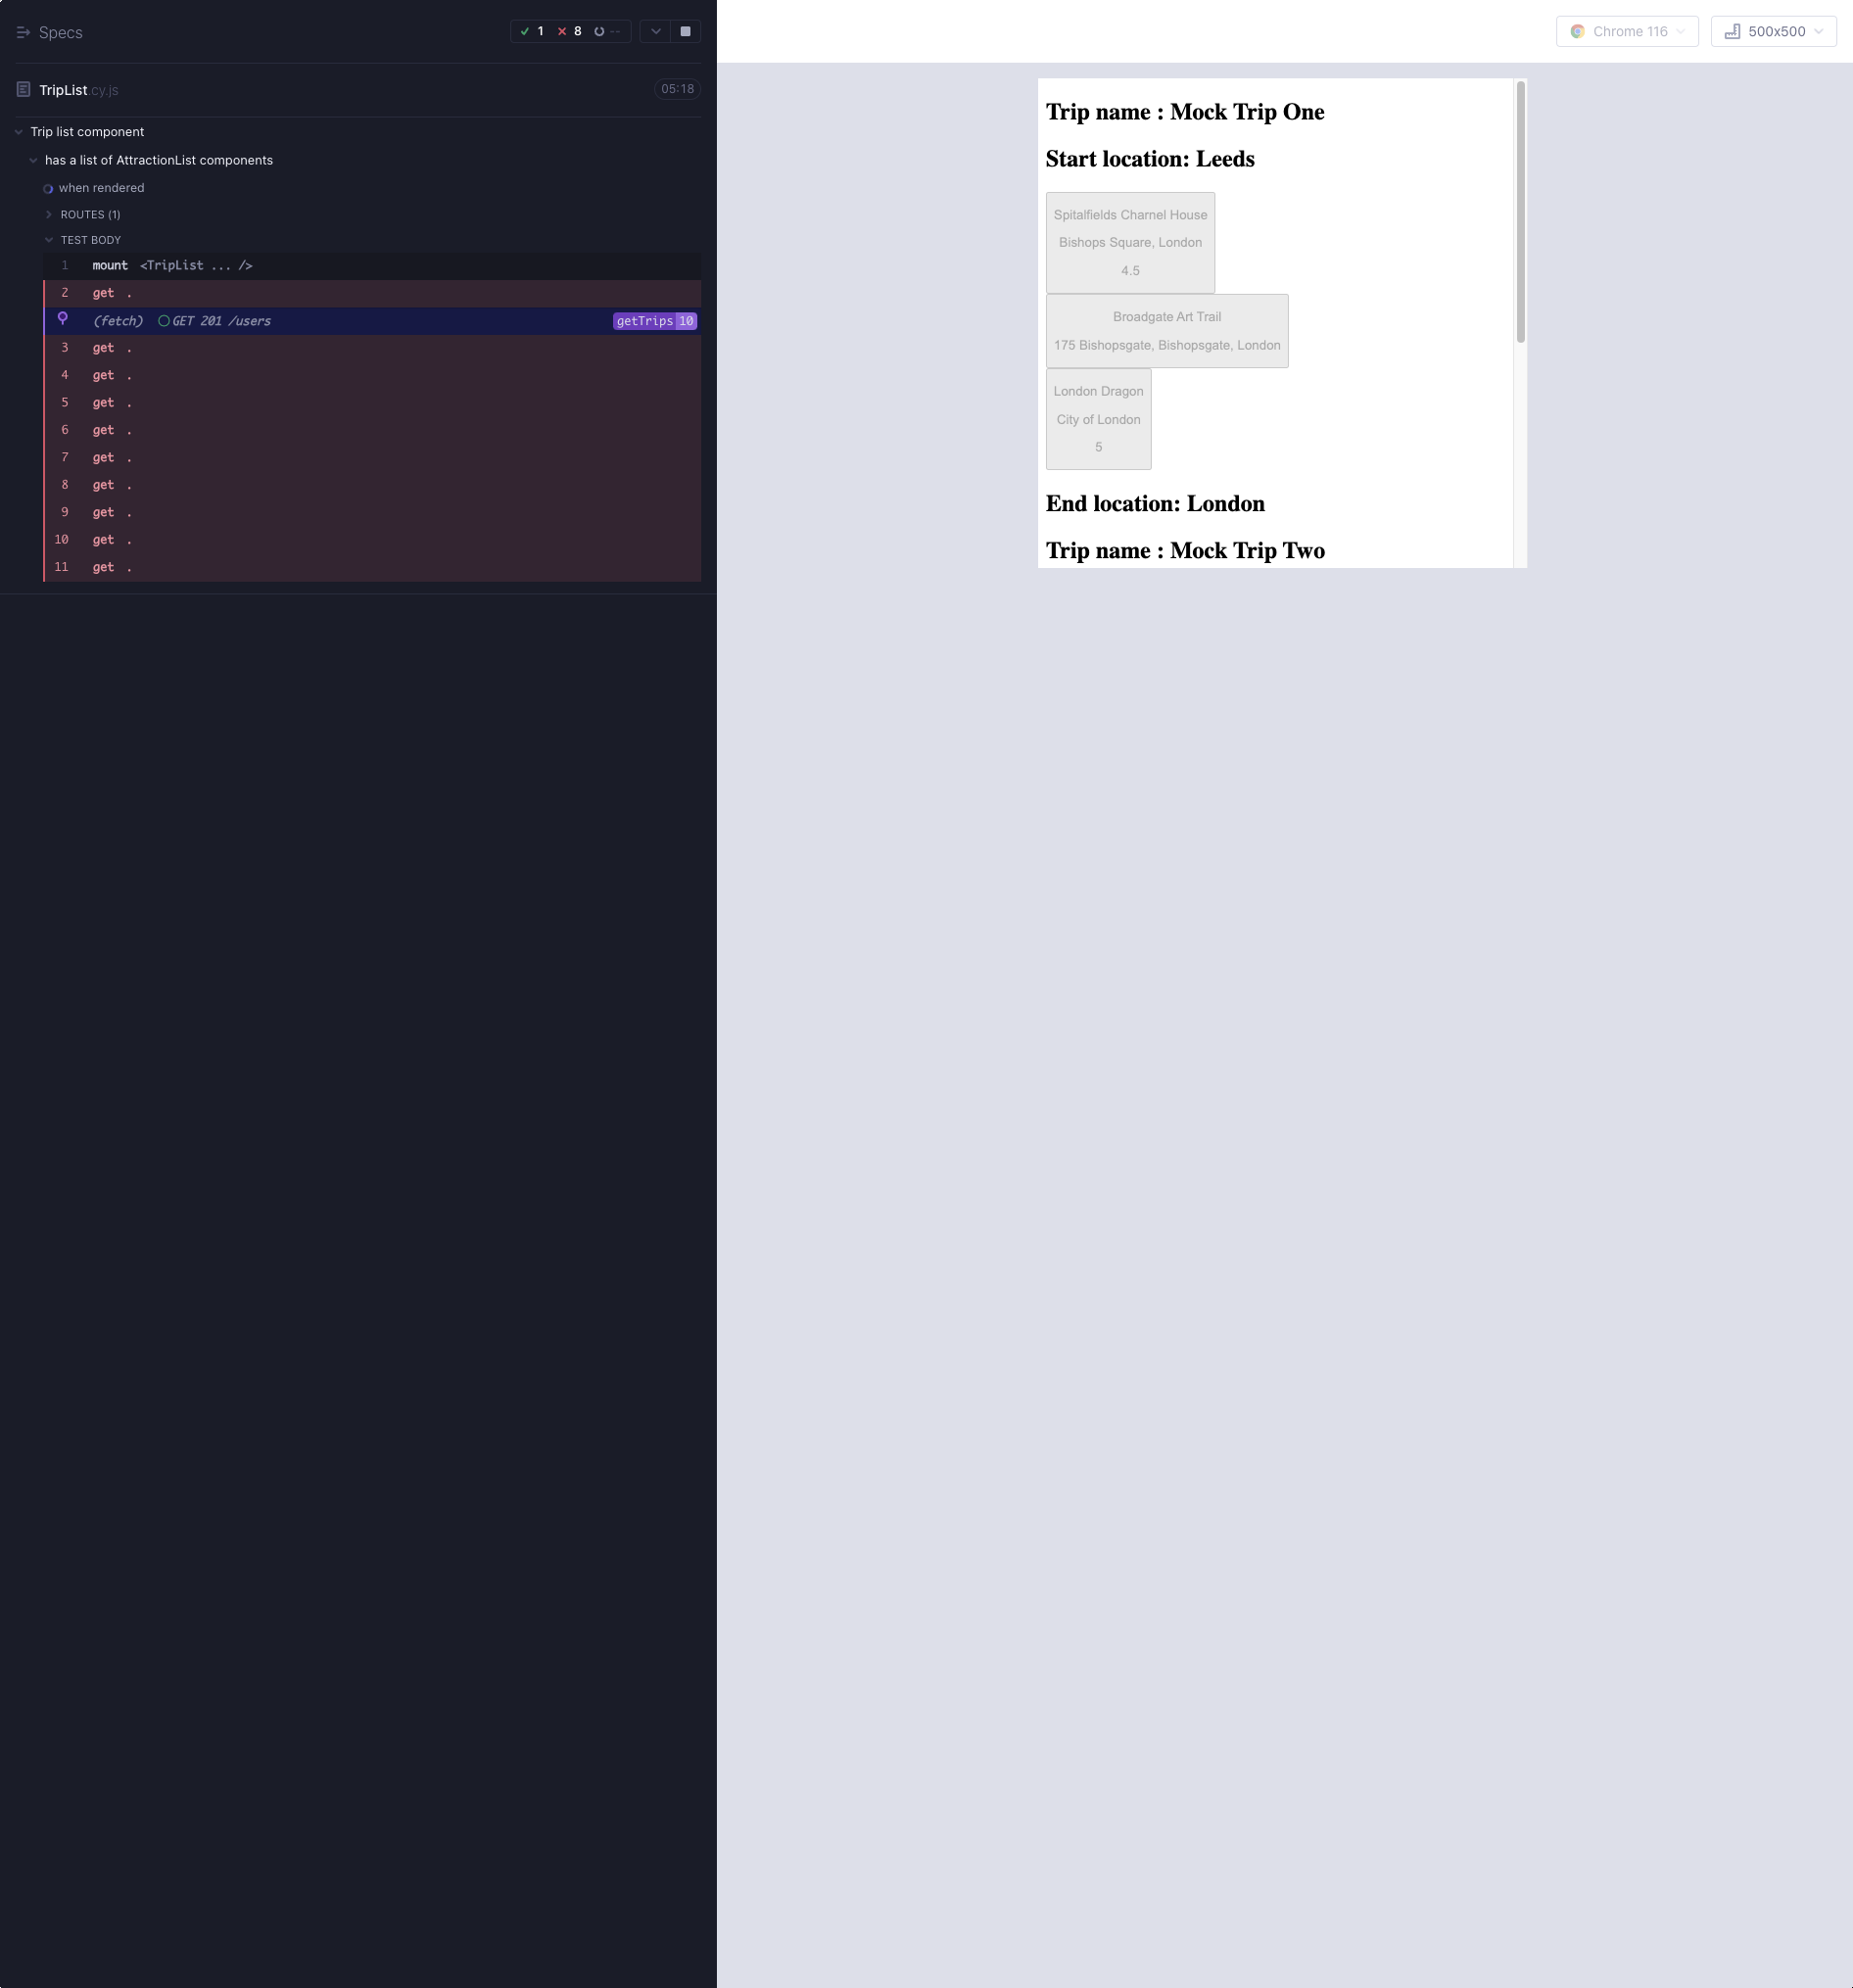 Specs
1 8 --
TripList.cy.js
05:18
Trip list component
has a list of AttractionList components
when rendered
ROUTES (1)
TEST BODY
1 mount <TripList ... />
2 get .
(fetch) GET 201 /users getTrips 10
3 get .
4 get .
5 get .
6 get .
7 get .
8 get .
9 get .
10 get .
11 get .
Chrome 116
500x500
Trip name : Mock Trip One
Start location: Leeds
Spitalfields Charnel House
Bishops Square, London
4.5
Broadgate Art Trail
175 Bishopsgate, Bishopsgate, London
London Dragon
City of London
5
End location: London
Trip name : Mock Trip Two